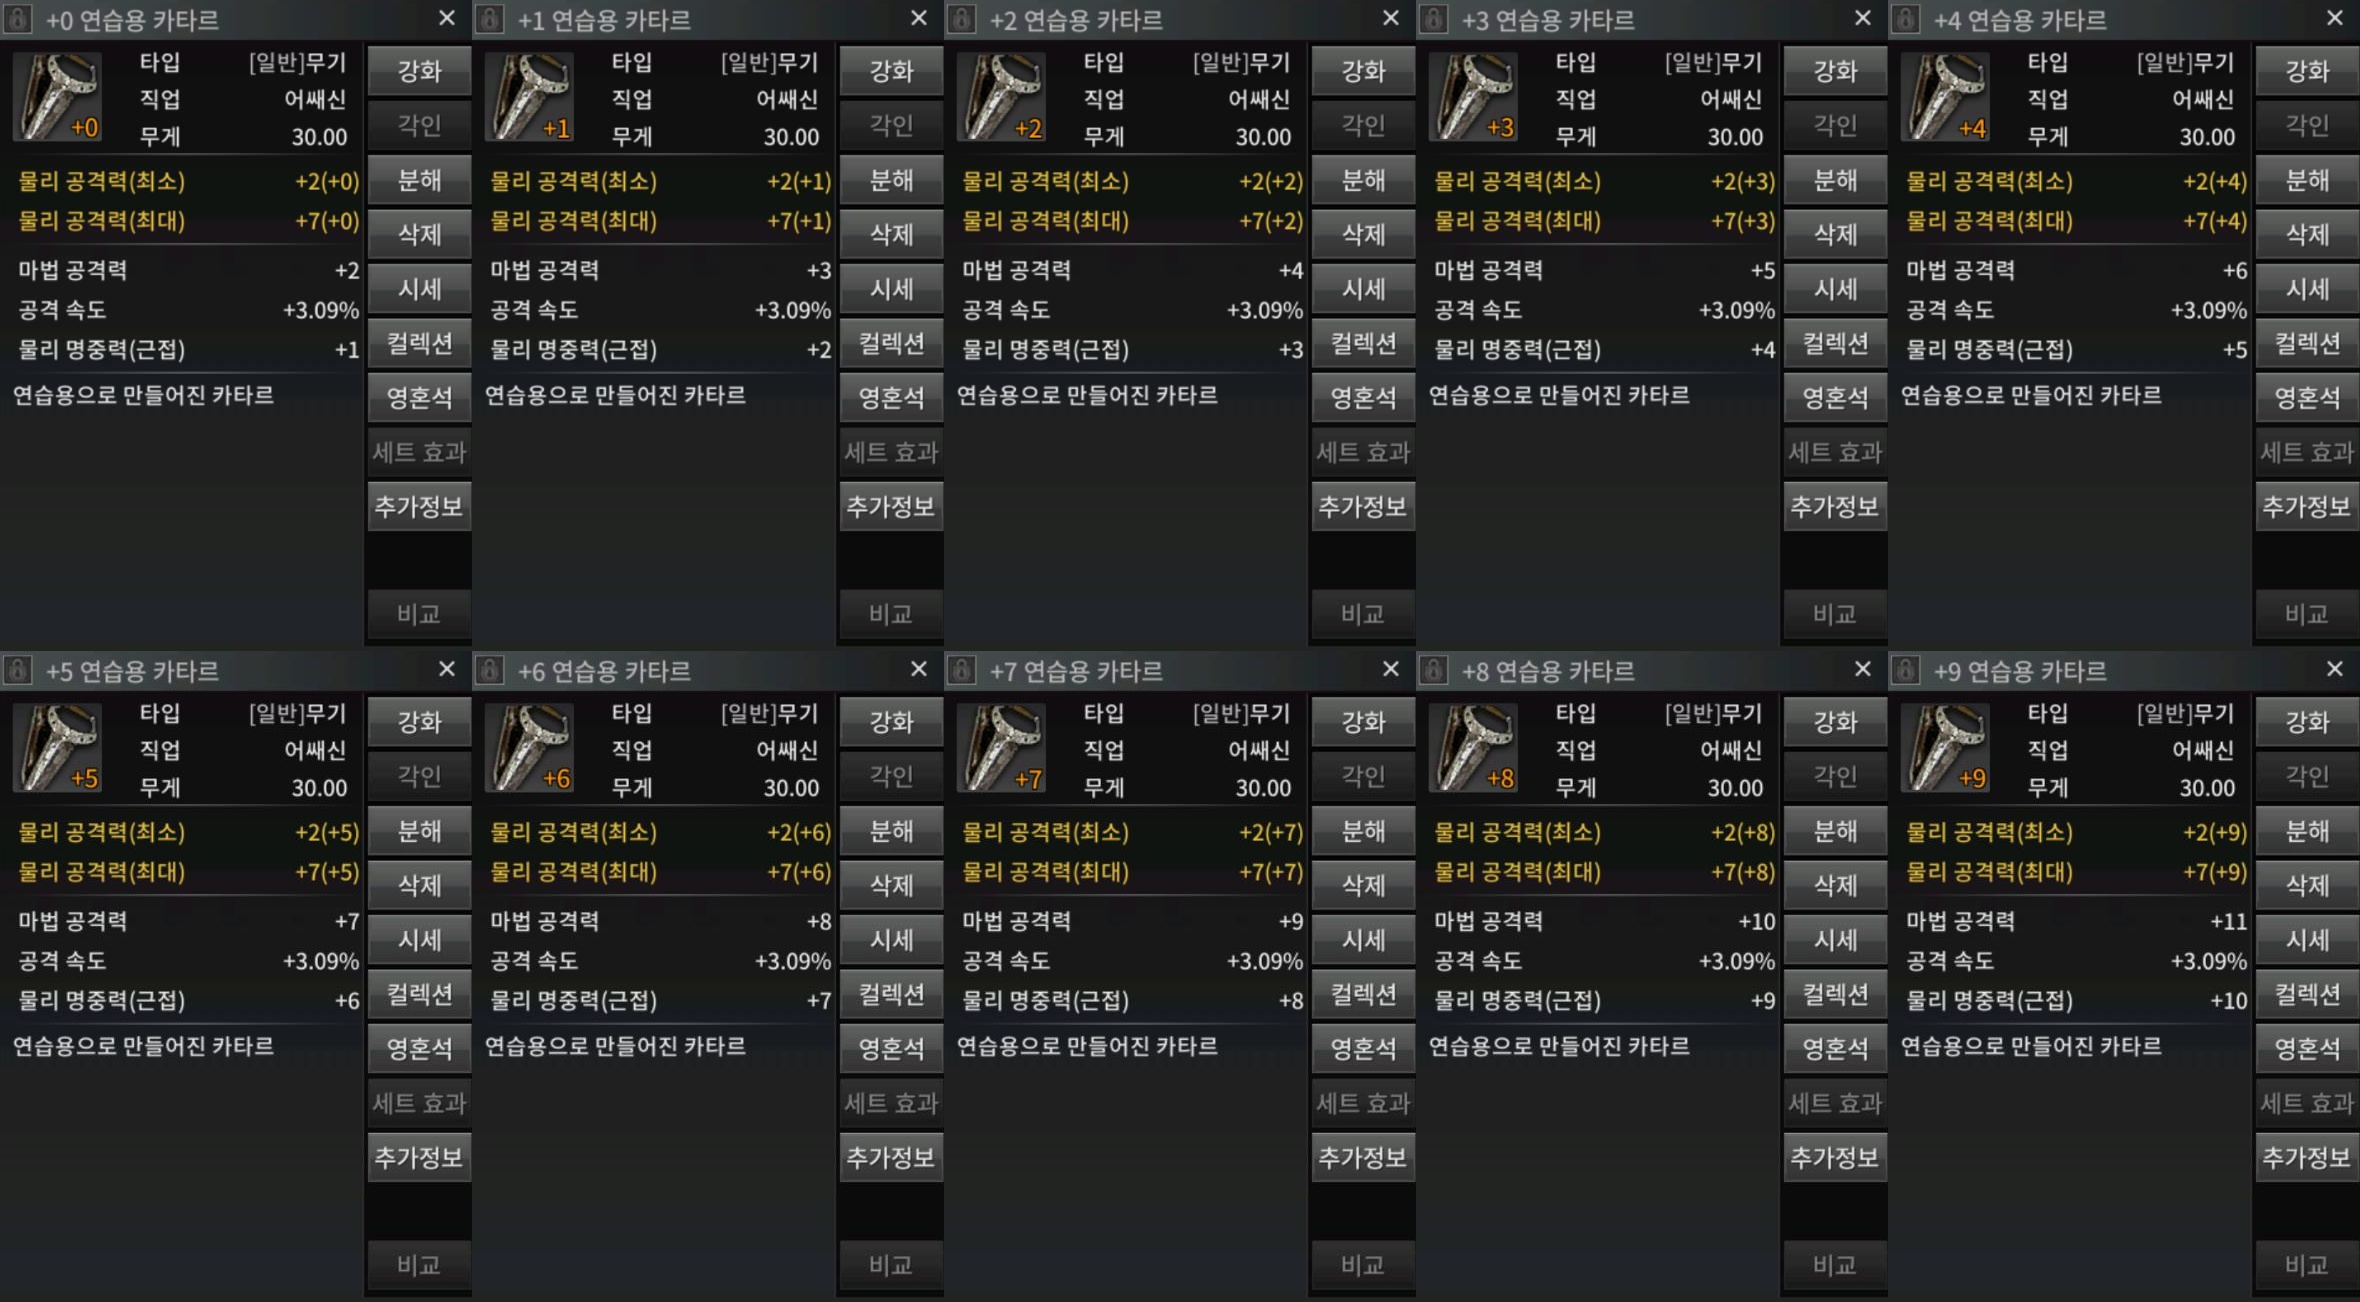 +0 연습용 카타르
+0
타입 [일반]무기
직업 어쌔신
무게 30.00
물리 공격력(최소) +2(+0)
물리 공격력(최대) +7(+0)
마법 공격력 +2
공격 속도 +3.09%
물리 명중력(근접) +1
연습용으로 만들어진 카타르
강화
각인
분해
삭제
시세
컬렉션
영혼석
세트 효과
추가정보
비교
+1 연습용 카타르
+1
타입 [일반]무기
직업 어쌔신
무게 30.00
물리 공격력(최소) +2(+1)
물리 공격력(최대) +7(+1)
마법 공격력 +3
공격 속도 +3.09%
물리 명중력(근접) +2
연습용으로 만들어진 카타르
강화
각인
분해
삭제
시세
컬렉션
영혼석
세트 효과
추가정보
비교
+2 연습용 카타르
+2
타입 [일반]무기
직업 어쌔신
무게 30.00
물리 공격력(최소) +2(+2)
물리 공격력(최대) +7(+2)
마법 공격력 +4
공격 속도 +3.09%
물리 명중력(근접) +3
연습용으로 만들어진 카타르
강화
각인
분해
삭제
시세
컬렉션
영혼석
세트 효과
추가정보
비교
+3 연습용 카타르
+3
타입 [일반]무기
직업 어쌔신
무게 30.00
물리 공격력(최소) +2(+3)
물리 공격력(최대) +7(+3)
마법 공격력 +5
공격 속도 +3.09%
물리 명중력(근접) +4
연습용으로 만들어진 카타르
강화
각인
분해
삭제
시세
컬렉션
영혼석
세트 효과
추가정보
비교
+4 연습용 카타르
+4
타입 [일반]무기
직업 어쌔신
무게 30.00
물리 공격력(최소) +2(+4)
물리 공격력(최대) +7(+4)
마법 공격력 +6
공격 속도 +3.09%
물리 명중력(근접) +5
연습용으로 만들어진 카타르
강화
각인
분해
삭제
시세
컬렉션
영혼석
세트 효과
추가정보
비교
+5 연습용 카타르
+5
타입 [일반]무기
직업 어쌔신
무게 30.00
물리 공격력(최소) +2(+5)
물리 공격력(최대) +7(+5)
마법 공격력 +7
공격 속도 +3.09%
물리 명중력(근접) +6
연습용으로 만들어진 카타르
강화
각인
분해
삭제
시세
컬렉션
영혼석
세트 효과
추가정보
비교
+6 연습용 카타르
+6
타입 [일반]무기
직업 어쌔신
무게 30.00
물리 공격력(최소) +2(+6)
물리 공격력(최대) +7(+6)
마법 공격력 +8
공격 속도 +3.09%
물리 명중력(근접) +7
연습용으로 만들어진 카타르
강화
각인
분해
삭제
시세
컬렉션
영혼석
세트 효과
추가정보
비교
+7 연습용 카타르
+7
타입 [일반]무기
직업 어쌔신
무게 30.00
물리 공격력(최소) +2(+7)
물리 공격력(최대) +7(+7)
마법 공격력 +9
공격 속도 +3.09%
물리 명중력(근접) +8
연습용으로 만들어진 카타르
강화
각인
분해
삭제
시세
컬렉션
영혼석
세트 효과
추가정보
비교
+8 연습용 카타르
+8
타입 [일반]무기
직업 어쌔신
무게 30.00
물리 공격력(최소) +2(+8)
물리 공격력(최대) +7(+8)
마법 공격력 +10
공격 속도 +3.09%
물리 명중력(근접) +9
연습용으로 만들어진 카타르
강화
각인
분해
삭제
시세
컬렉션
영혼석
세트 효과
추가정보
비교
+9 연습용 카타르
+9
타입 [일반]무기
직업 어쌔신
무게 30.00
물리 공격력(최소) +2(+9)
물리 공격력(최대) +7(+9)
마법 공격력 +11
공격 속도 +3.09%
물리 명중력(근접) +10
연습용으로 만들어진 카타르
강화
각인
분해
삭제
시세
컬렉션
영혼석
세트 효과
추가정보
비교